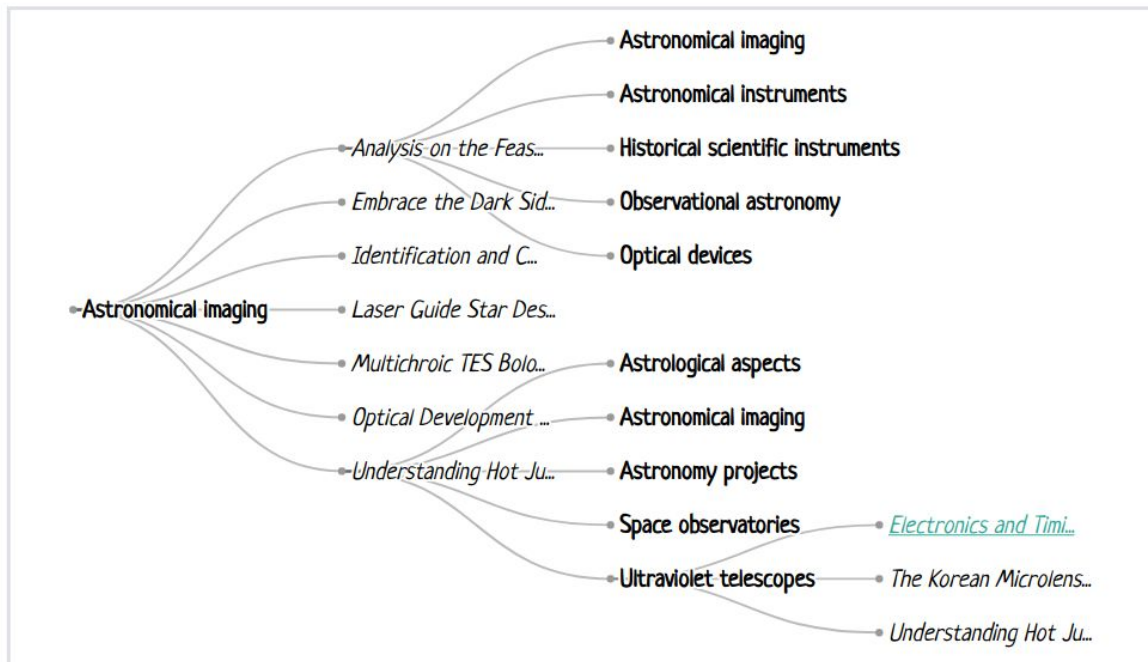 Astronomical imaging
Astronomical instruments
Analysis on the Feas...
Historical scientific instruments
Embrace the Dark Sid...
Observational astronomy
Identification and C...
Optical devices
Astronomical imaging
Laser Guide Star Des...
Multichroic TES Bolo...
Astrological aspects
Optical Development ...
Astronomical imaging
Understanding Hot Ju...
Astronomy projects
Space observatories
Electronics and Timi...
Ultraviolet telescopes
The Korean Microlens...
Understanding Hot Ju...